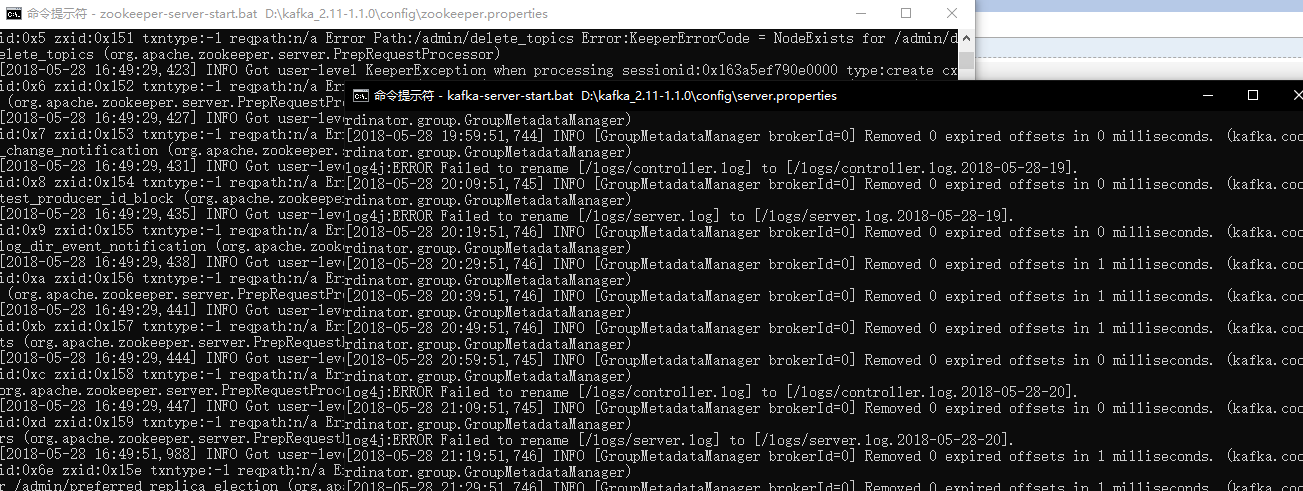 命令提示符 - zookeeper-server-start.bat  D:\kafka_2.11-1.1.0\config\zookeeper.properties
id:0x5 zxid:0x151 txntype:-1 reqpath:n/a Error Path:/admin/delete_topics Error:KeeperErrorCode = NodeExists for /admin/d
elete_topics (org.apache.zookeeper.server.PrepRequestProcessor)
[2018-05-28 16:49:29,423] INFO Got user-level KeeperException when processing sessionid:0x163a5ef790e0000 type:create cx
id:0x6 zxid:0x152 txntype:-1 reqpath:n/a Er
(org.apache.zookeeper.server.PrepRequestPr
[2018-05-28 16:49:29,427] INFO Got user-leve
id:0x7 zxid:0x153 txntype:-1 reqpath:n/a Er
_change_notification (org.apache.zookeeper.
[2018-05-28 16:49:29,431] INFO Got user-leve
id:0x8 zxid:0x154 txntype:-1 reqpath:n/a Er
test_producer_id_block (org.apache.zookeepe
[2018-05-28 16:49:29,435] INFO Got user-leve
id:0x9 zxid:0x155 txntype:-1 reqpath:n/a Er
log_dir_event_notification (org.apache.zook
[2018-05-28 16:49:29,438] INFO Got user-leve
id:0xa zxid:0x156 txntype:-1 reqpath:n/a Er
(org.apache.zookeeper.server.PrepRequestPr
[2018-05-28 16:49:29,441] INFO Got user-leve
id:0xb zxid:0x157 txntype:-1 reqpath:n/a Er
ts (org.apache.zookeeper.server.PrepRequest
[2018-05-28 16:49:29,444] INFO Got user-leve
id:0xc zxid:0x158 txntype:-1 reqpath:n/a Er
org.apache.zookeeper.server.PrepRequestProc
[2018-05-28 16:49:29,447] INFO Got user-leve
id:0xd zxid:0x159 txntype:-1 reqpath:n/a Er
rs (org.apache.zookeeper.server.PrepRequest
[2018-05-28 16:49:51,988] INFO Got user-leve
id:0x6e zxid:0x15e txntype:-1 reqpath:n/a E
r /admin/preferred_replica_election (org.ap
命令提示符 - kafka-server-start.bat  D:\kafka_2.11-1.1.0\config\server.properties
rdinator.group.GroupMetadataManager)
[2018-05-28 19:59:51,744] INFO [GroupMetadataManager brokerId=0] Removed 0 expired offsets in 0 milliseconds. (kafka.coo
rdinator.group.GroupMetadataManager)
log4j:ERROR Failed to rename [/logs/controller.log] to [/logs/controller.log.2018-05-28-19].
[2018-05-28 20:09:51,745] INFO [GroupMetadataManager brokerId=0] Removed 0 expired offsets in 0 milliseconds. (kafka.coo
rdinator.group.GroupMetadataManager)
log4j:ERROR Failed to rename [/logs/server.log] to [/logs/server.log.2018-05-28-19].
[2018-05-28 20:19:51,746] INFO [GroupMetadataManager brokerId=0] Removed 0 expired offsets in 0 milliseconds. (kafka.coo
rdinator.group.GroupMetadataManager)
[2018-05-28 20:29:51,746] INFO [GroupMetadataManager brokerId=0] Removed 0 expired offsets in 1 milliseconds. (kafka.coo
rdinator.group.GroupMetadataManager)
[2018-05-28 20:39:51,746] INFO [GroupMetadataManager brokerId=0] Removed 0 expired offsets in 1 milliseconds. (kafka.coo
rdinator.group.GroupMetadataManager)
[2018-05-28 20:49:51,746] INFO [GroupMetadataManager brokerId=0] Removed 0 expired offsets in 1 milliseconds. (kafka.coo
rdinator.group.GroupMetadataManager)
[2018-05-28 20:59:51,745] INFO [GroupMetadataManager brokerId=0] Removed 0 expired offsets in 0 milliseconds. (kafka.coo
rdinator.group.GroupMetadataManager)
log4j:ERROR Failed to rename [/logs/controller.log] to [/logs/controller.log.2018-05-28-20].
[2018-05-28 21:09:51,745] INFO [GroupMetadataManager brokerId=0] Removed 0 expired offsets in 0 milliseconds. (kafka.coo
rdinator.group.GroupMetadataManager)
log4j:ERROR Failed to rename [/logs/server.log] to [/logs/server.log.2018-05-28-20].
[2018-05-28 21:19:51,746] INFO [GroupMetadataManager brokerId=0] Removed 0 expired offsets in 1 milliseconds. (kafka.coo
rdinator.group.GroupMetadataManager)
[2018-05-28 21:29:51,746] INFO [GroupMetadataManager brokerId=0] Removed 0 expired offsets in 1 milliseconds. (kafka.coo